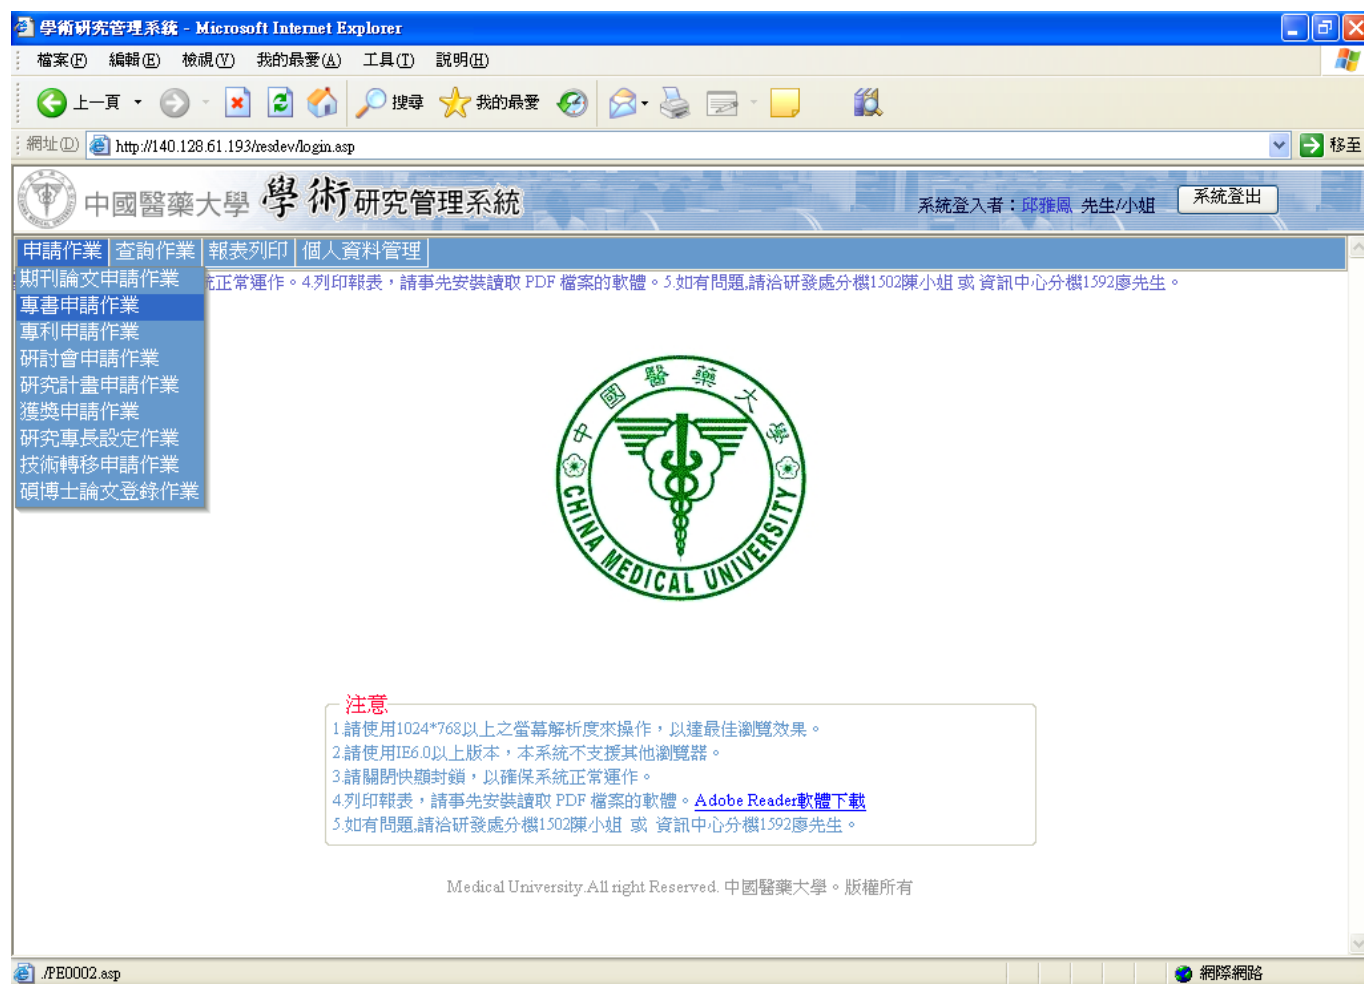 學術研究管理系統 - Microsoft Internet Explorer
檔案(F) 編輯(E) 檢視(V) 我的最愛(A) 工具(T) 說明(H)
上一頁 搜尋 我的最愛
網址(D) http://140.128.61.193/resdev/login.asp 移至
中國醫藥大學 學術研究管理系統 系統登入者：邱雅鳳 先生/小姐 系統登出
申請作業 查詢作業 報表列印 個人資料管理
期刊論文申請作業 統正常運作。4.列印報表，請事先安裝讀取 PDF 檔案的軟體。5.如有問題,請洽研發處分機1502陳小姐 或 資訊中心分機1592廖先生。
專書申請作業
專利申請作業
研討會申請作業
研究計畫申請作業
獲獎申請作業
研究專長設定作業
技術轉移申請作業
碩博士論文登錄作業
中國醫藥大學
CHINA MEDICAL UNIVERSITY
注意
1.請使用1024*768以上之螢幕解析度來操作，以達最佳瀏覽效果。
2.請使用IE6.0以上版本，本系統不支援其他瀏覽器。
3.請關閉快顯封鎖，以確保系統正常運作。
4.列印報表，請事先安裝讀取 PDF 檔案的軟體。Adobe Reader軟體下載
5.如有問題,請洽研發處分機1502陳小姐 或 資訊中心分機1592廖先生。
Medical University.All right Reserved. 中國醫藥大學。版權所有
./PE0002.asp 網際網路